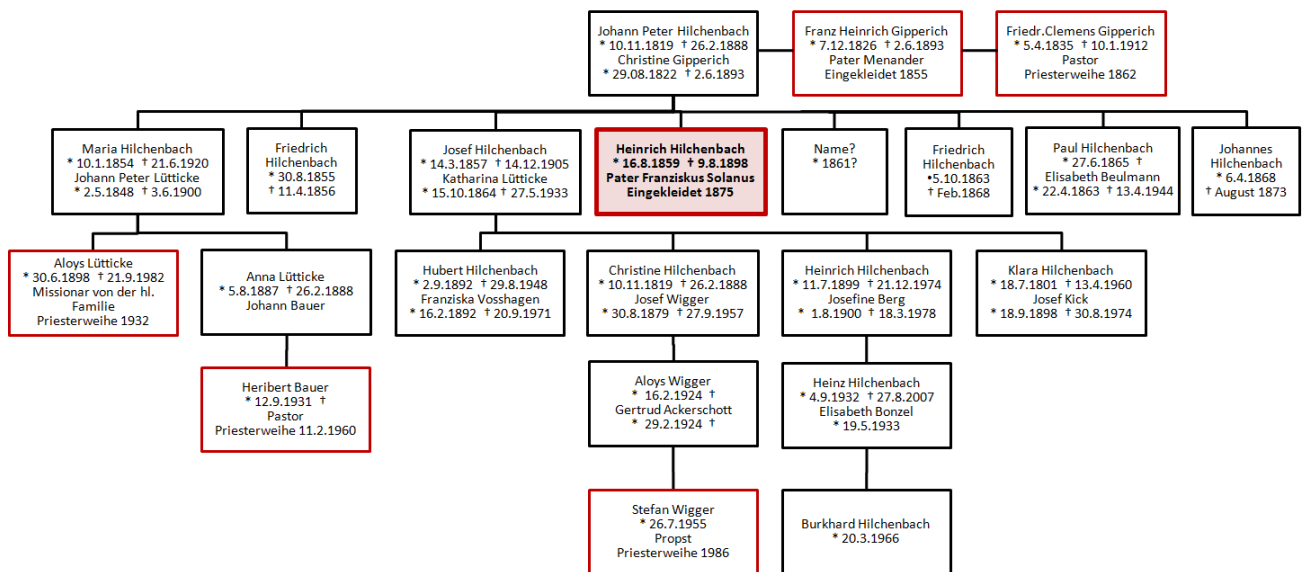 Johann Peter Hilchenbach
* 10.11.1819 † 26.2.1888
Christine Gipperich
* 29.08.1822 † 2.6.1893
Franz Heinrich Gipperich
* 7.12.1826 † 2.6.1893
Pater Menander
Eingekleidet 1855
Friedr.Clemens Gipperich
* 5.4.1835 † 10.1.1912
Pastor
Priesterweihe 1862
Maria Hilchenbach
* 10.1.1854 † 21.6.1920
Johann Peter Lütticke
* 2.5.1848 † 3.6.1900
Friedrich
Hilchenbach
* 30.8.1855
† 11.4.1856
Josef Hilchenbach
* 14.3.1857 † 14.12.1905
Katharina Lütticke
* 15.10.1864 † 27.5.1933
Heinrich Hilchenbach
* 16.8.1859 † 9.8.1898
Pater Franziskus Solanus
Eingekleidet 1875
Name?
* 1861?
Friedrich
Hilchenbach
•5.10.1863
† Feb.1868
Paul Hilchenbach
* 27.6.1865 †
Elisabeth Beulmann
* 22.4.1863 † 13.4.1944
Johannes
Hilchenbach
* 6.4.1868
† August 1873
Aloys Lütticke
* 30.6.1898 † 21.9.1982
Missionar von der hl.
Familie
Priesterweihe 1932
Anna Lütticke
* 5.8.1887 † 26.2.1888
Johann Bauer
Hubert Hilchenbach
* 2.9.1892 † 29.8.1948
Franziska Vosshagen
* 16.2.1892 † 20.9.1971
Christine Hilchenbach
* 10.11.1819 † 26.2.1888
Josef Wigger
* 30.8.1879 † 27.9.1957
Heinrich Hilchenbach
* 11.7.1899 † 21.12.1974
Josefine Berg
* 1.8.1900 † 18.3.1978
Klara Hilchenbach
* 18.7.1801 † 13.4.1960
Josef Kick
* 18.9.1898 † 30.8.1974
Heribert Bauer
* 12.9.1931 †
Pastor
Priesterweihe 11.2.1960
Aloys Wigger
* 16.2.1924 †
Gertrud Ackerschott
* 29.2.1924 †
Heinz Hilchenbach
* 4.9.1932 † 27.8.2007
Elisabeth Bonzel
* 19.5.1933
Stefan Wigger
* 26.7.1955
Propst
Priesterweihe 1986
Burkhard Hilchenbach
* 20.3.1966